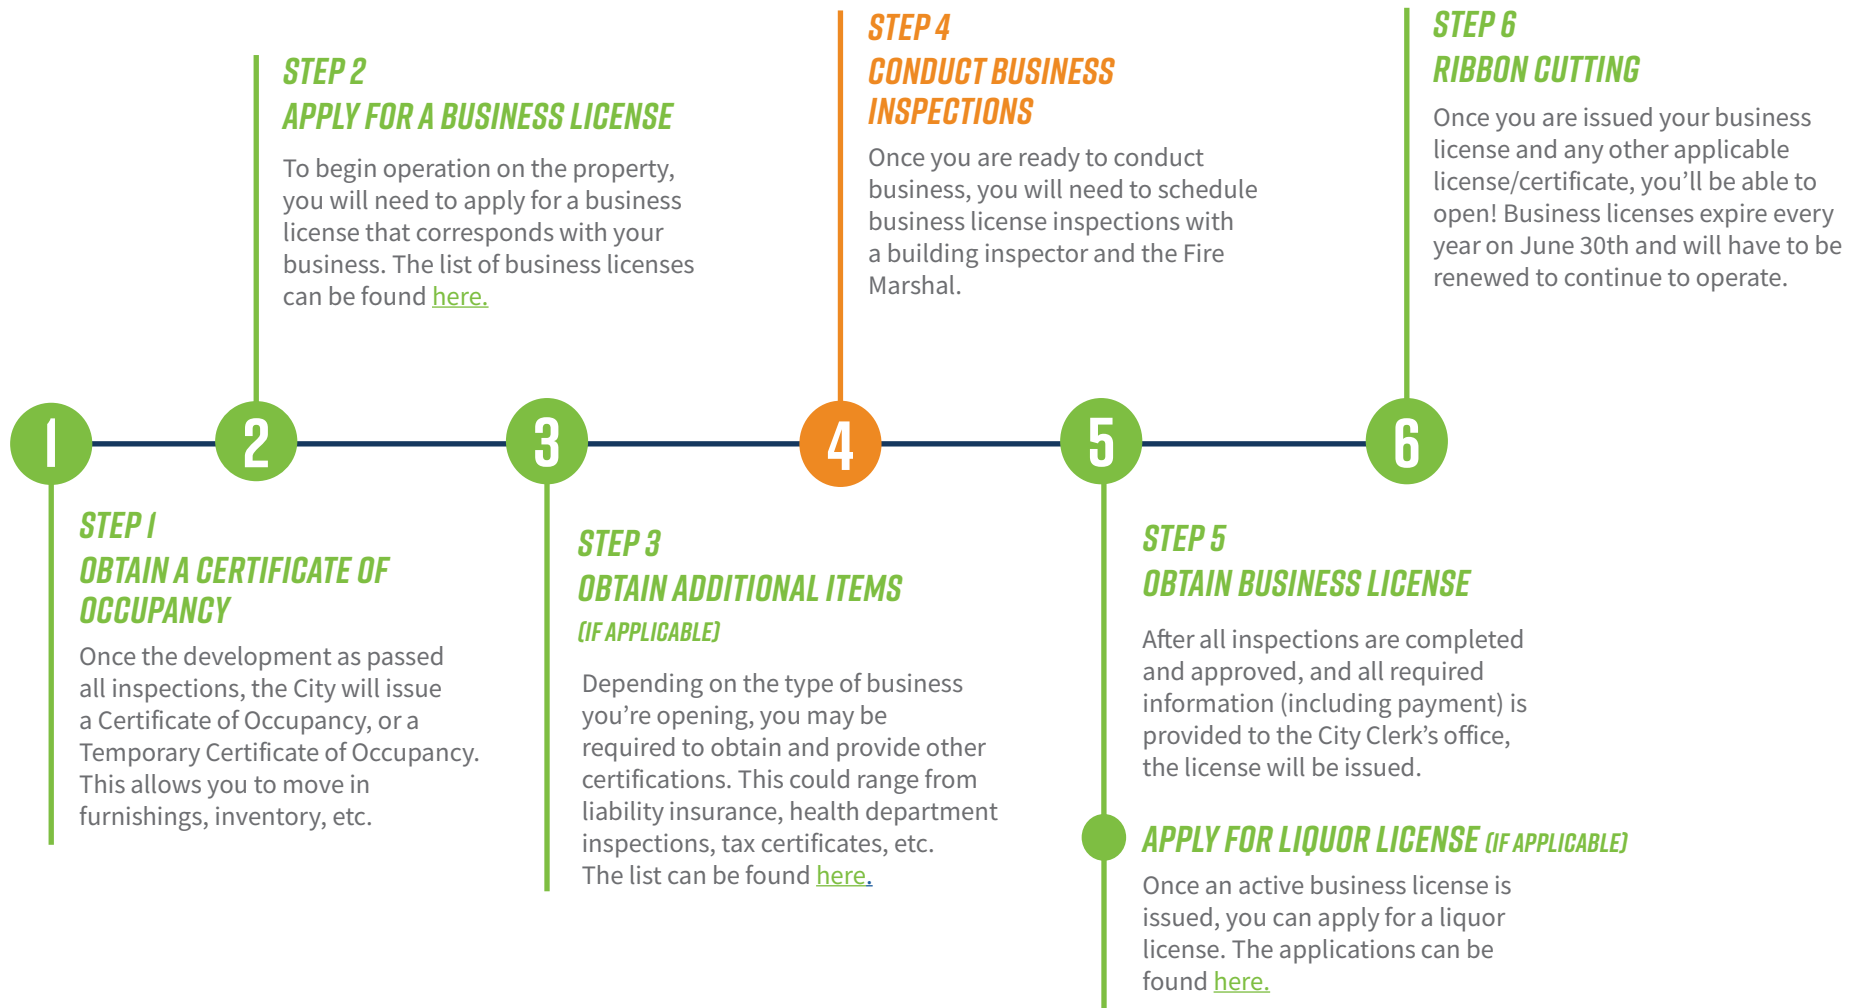 STEP 2
APPLY FOR A BUSINESS LICENSE
To begin operation on the property,
you will need to apply for a business
license that corresponds with your
business. The list of business licenses
can be found here.
STEP 4
CONDUCT BUSINESS
INSPECTIONS
Once you are ready to conduct
business, you will need to schedule
business license inspections with
a building inspector and the Fire
Marshal.
STEP 6
RIBBON CUTTING
Once you are issued your business
license and any other applicable
license/certificate, you'll be able to
open! Business licenses expire every
year on June 30th and will have to be
renewed to continue to operate.
1
2
3
4
5
6
STEP 1
OBTAIN A CERTIFICATE OF
OCCUPANCY
Once the development as passed
all inspections, the City will issue
a Certificate of Occupancy, or a
Temporary Certificate of Occupancy.
This allows you to move in
furnishings, inventory, etc.
STEP 3
OBTAIN ADDITIONAL ITEMS
(IF APPLICABLE)
Depending on the type of business
you're opening, you may be
required to obtain and provide other
certifications. This could range from
liability insurance, health department
inspections, tax certificates, etc.
The list can be found here.
STEP 5
OBTAIN BUSINESS LICENSE
After all inspections are completed
and approved, and all required
information (including payment) is
provided to the City Clerk's office,
the license will be issued.
APPLY FOR LIQUOR LICENSE (IF APPLICABLE)
Once an active business license is
issued, you can apply for a liquor
license. The applications can be
found here.